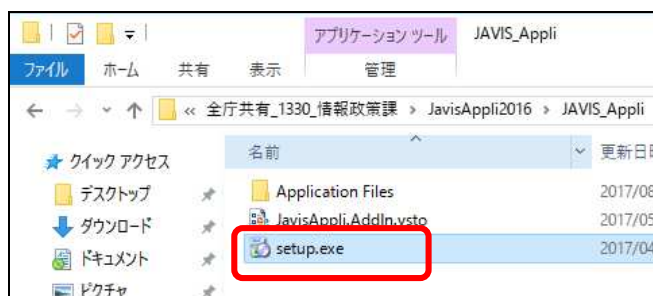 アプリケーション ツール JAVIS_Appli
ファイル ホーム 共有 表示 管理
« 全庁共有_1330_情報政策課 › JavisAppli2016 › JAVIS_Appli
クイック アクセス
デスクトップ
ダウンロード
ドキュメント
ピクチャ
名前 更新日
Application Files 2017/08
JavisAppli.AddIn.vsto 2017/05
setup.exe 2017/04